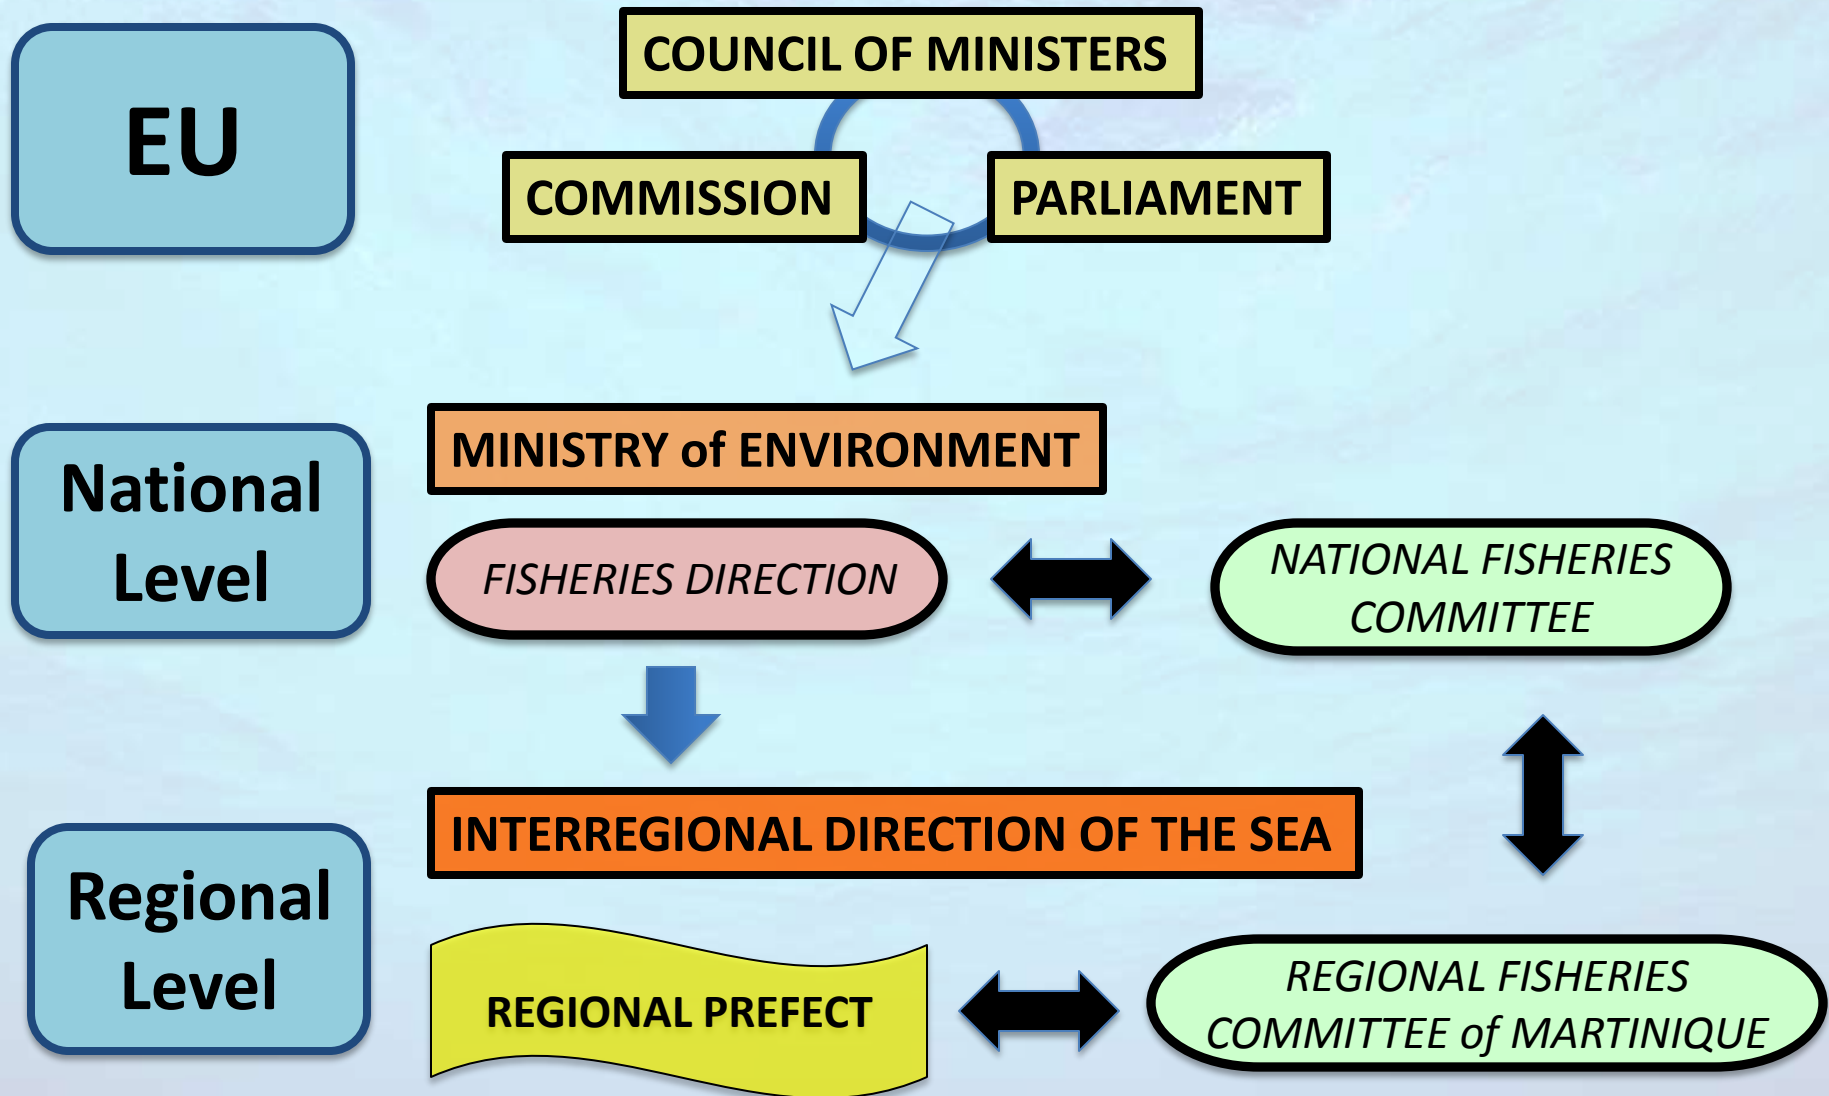 EU
COUNCIL OF MINISTERS
COMMISSION
PARLIAMENT
National
Level
MINISTRY of ENVIRONMENT
FISHERIES DIRECTION
NATIONAL FISHERIES
COMMITTEE
Regional
Level
INTERREGIONAL DIRECTION OF THE SEA
REGIONAL PREFECT
REGIONAL FISHERIES
COMMITTEE of MARTINIQUE